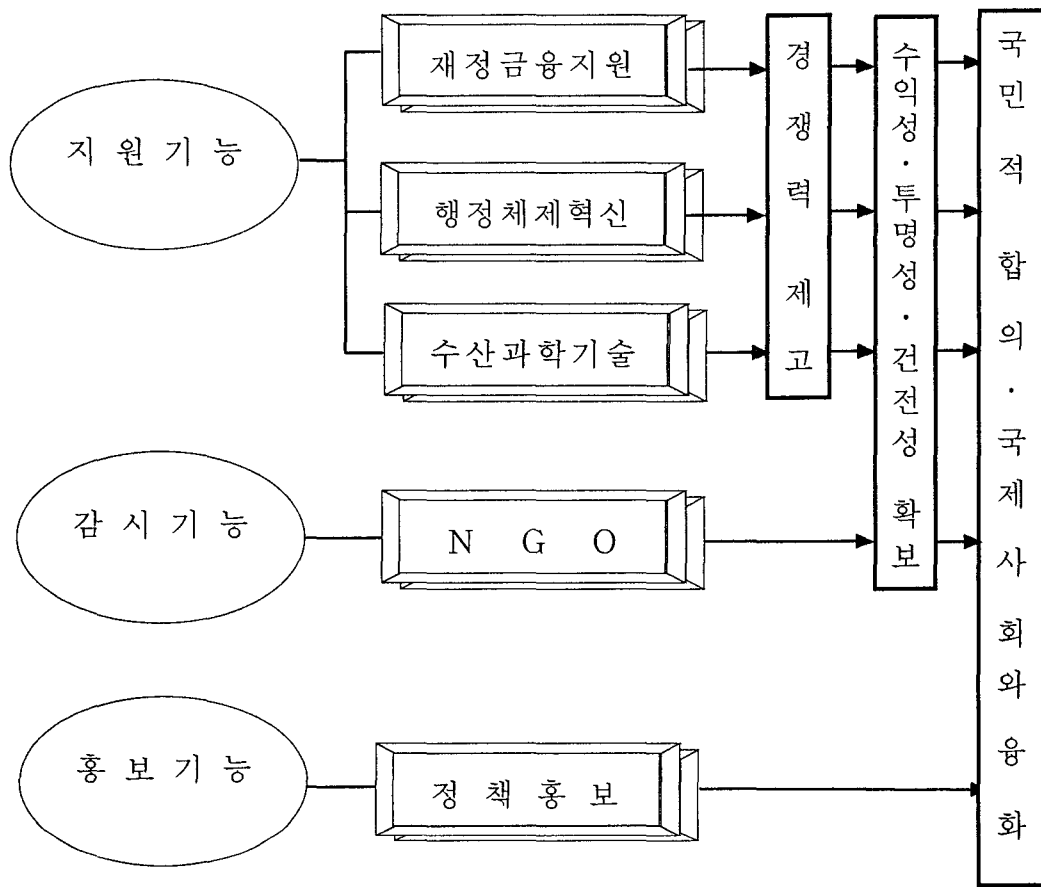 지 원 기 능
재정금융지원
행정체제혁신
수산과학기술
경쟁력 제고
수익성·투명성·건전성 확보
국민적 합의·국제사회와 융화
감 시 기 능
N G O
홍 보 기 능
정 책 홍 보